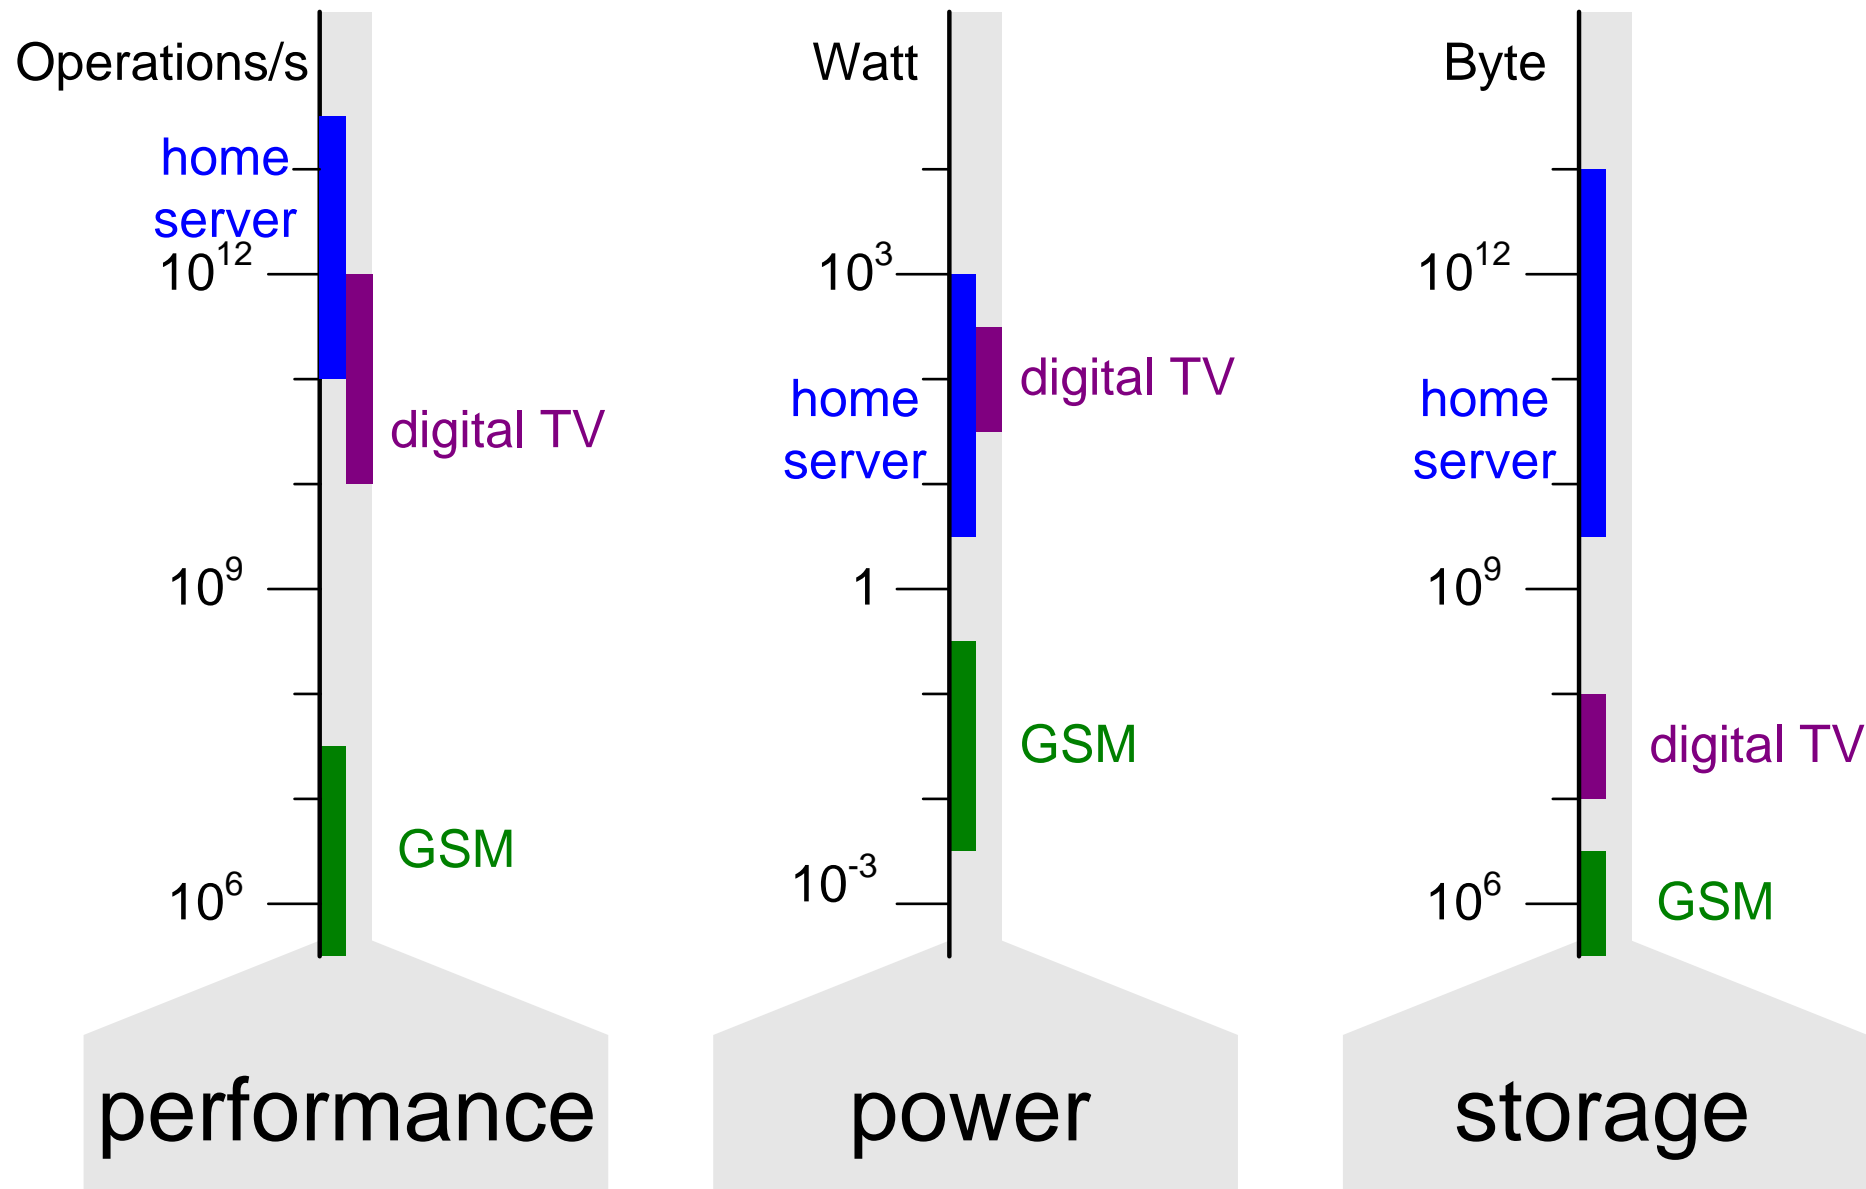 Operations/s
home
server
10^12
digital TV
10^9
GSM
10^6
performance
Watt
10^3
digital TV
home
server
1
GSM
10^-3
power
Byte
10^12
home
server
10^9
digital TV
10^6
GSM
storage